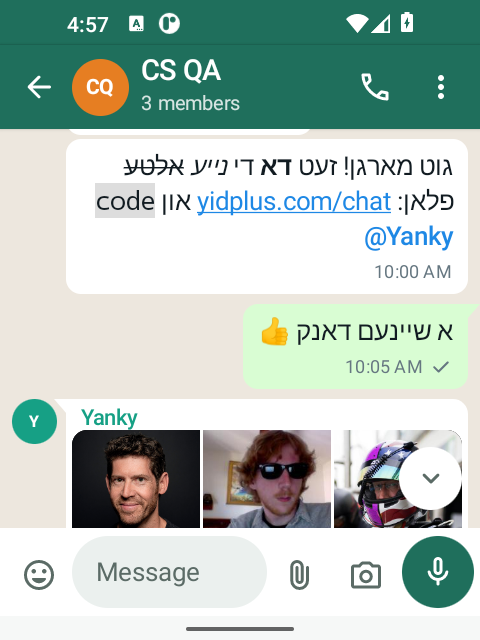 4:57
A
CQ
CS QA
3 members
גוט מארגן! זעט דא די נייע אלטע
פלאן: yidplus.com/chat און code
@Yanky
10:00 AM
א שיינעם דאנק 👍
10:05 AM
Y
Yanky
Message